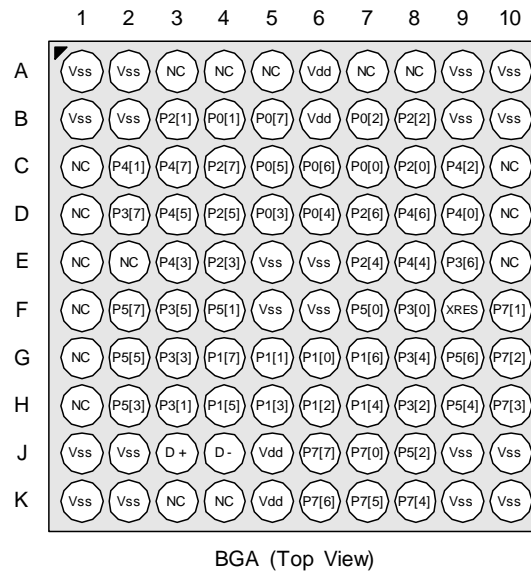 1 2 3 4 5 6 7 8 9 10
A Vss Vss NC NC NC Vdd NC NC Vss Vss
B Vss Vss P2[1] P0[1] P0[7] Vdd P0[2] P2[2] Vss Vss
C NC P4[1] P4[7] P2[7] P0[5] P0[6] P0[0] P2[0] P4[2] NC
D NC P3[7] P4[5] P2[5] P0[3] P0[4] P2[6] P4[6] P4[0] NC
E NC NC P4[3] P2[3] Vss Vss P2[4] P4[4] P3[6] NC
F NC P5[7] P3[5] P5[1] Vss Vss P5[0] P3[0] XRES P7[1]
G NC P5[5] P3[3] P1[7] P1[1] P1[0] P1[6] P3[4] P5[6] P7[2]
H NC P5[3] P3[1] P1[5] P1[3] P1[2] P1[4] P3[2] P5[4] P7[3]
J Vss Vss D + D - Vdd P7[7] P7[0] P5[2] Vss Vss
K Vss Vss NC NC Vdd P7[6] P7[5] P7[4] Vss Vss
BGA (Top View)